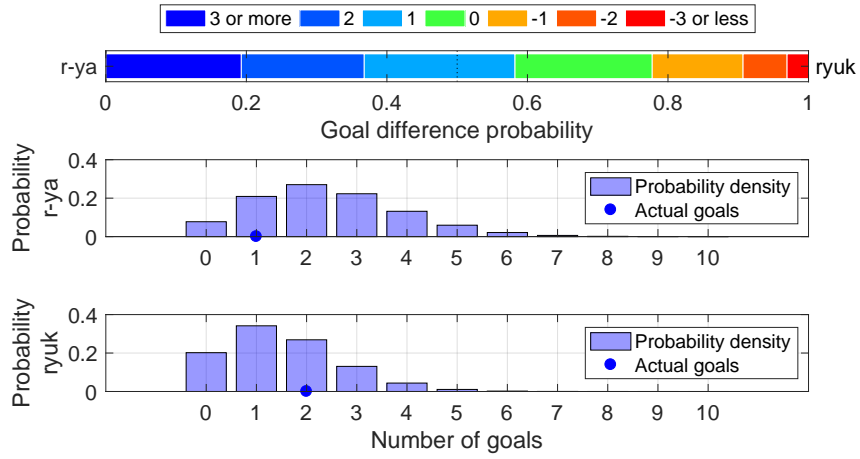 3 or more 2 1 0 -1 -2 -3 or less
r-ya ryuk
0 0.2 0.4 0.6 0.8 1
Goal difference probability
Probability
r-ya
0.4
0.2
0
Probability density
Actual goals
0 1 2 3 4 5 6 7 8 9 10
Probability
ryuk
0.4
0.2
0
Probability density
Actual goals
0 1 2 3 4 5 6 7 8 9 10
Number of goals